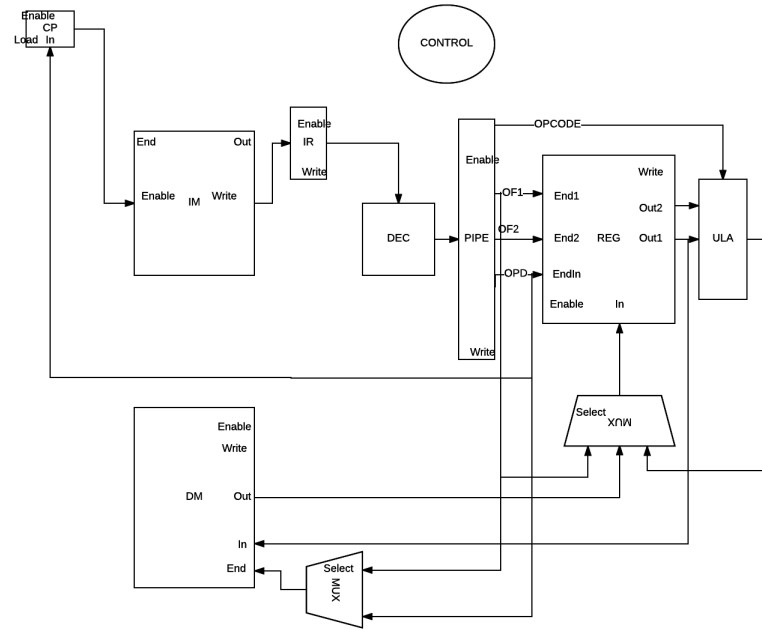 Enable
CP
Load In
CONTROL
End Out
Enable IM Write
Enable
IR
Write
DEC
OPCODE
Enable
OF1
OF2
PIPE
OPD
Write
Write
End1
Out2
End2 REG Out1
EndIn
Enable In
ULA
Select
MUX
Enable
Write
DM Out
In
End
Select
MUX